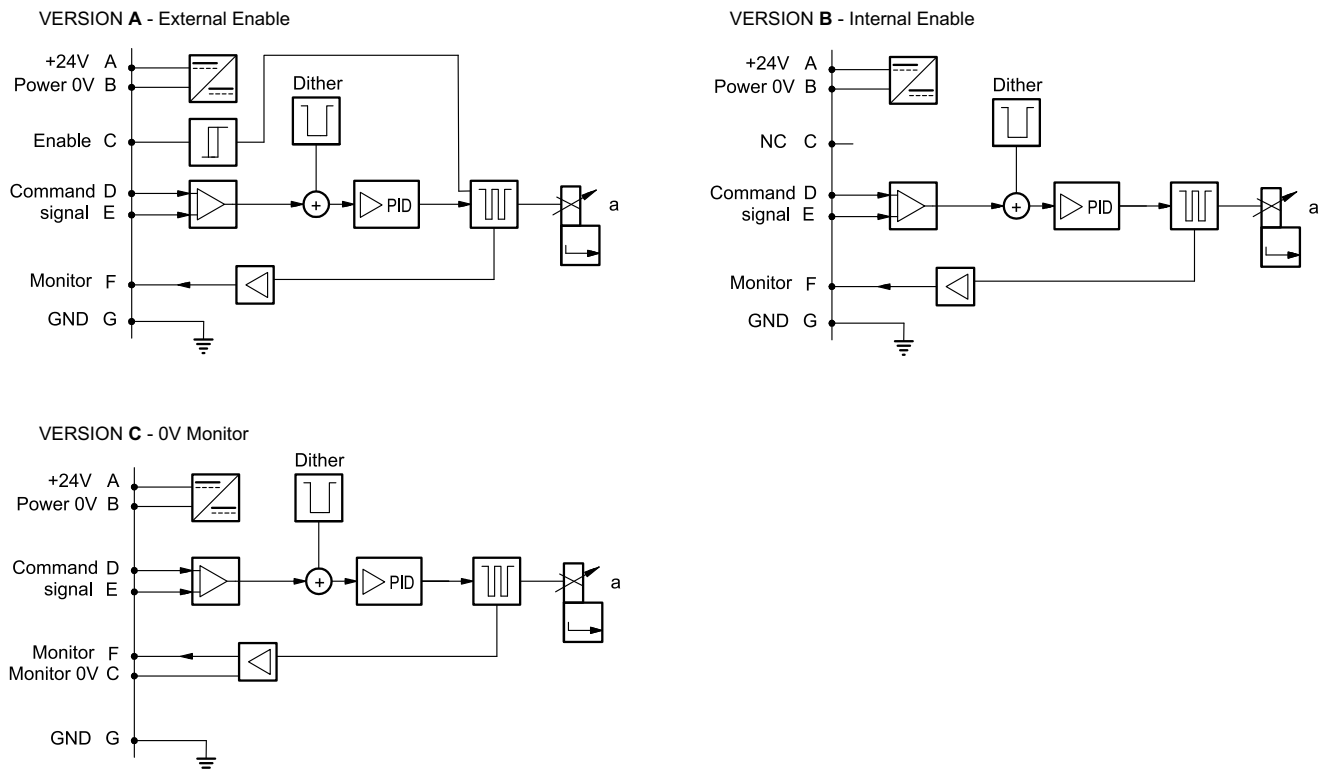 VERSION A - External Enable
+24V A
Power 0V B
Dither
Enable C
Command D
signal E
PID
a
Monitor F
GND G
VERSION B - Internal Enable
+24V A
Power 0V B
Dither
NC C
Command D
signal E
PID
a
Monitor F
GND G
VERSION C - 0V Monitor
+24V A
Power 0V B
Dither
Command D
signal E
PID
a
Monitor F
Monitor 0V C
GND G